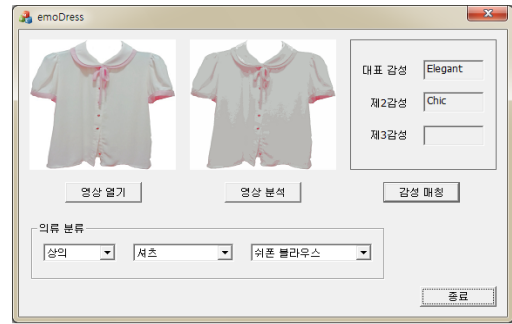 emoDress
대표 감성 Elegant
제2감성 Chic
제3감성
영상 열기 영상 분석 감성 매칭
의류 분류
상의 셔츠 쉬폰 블라우스
종료